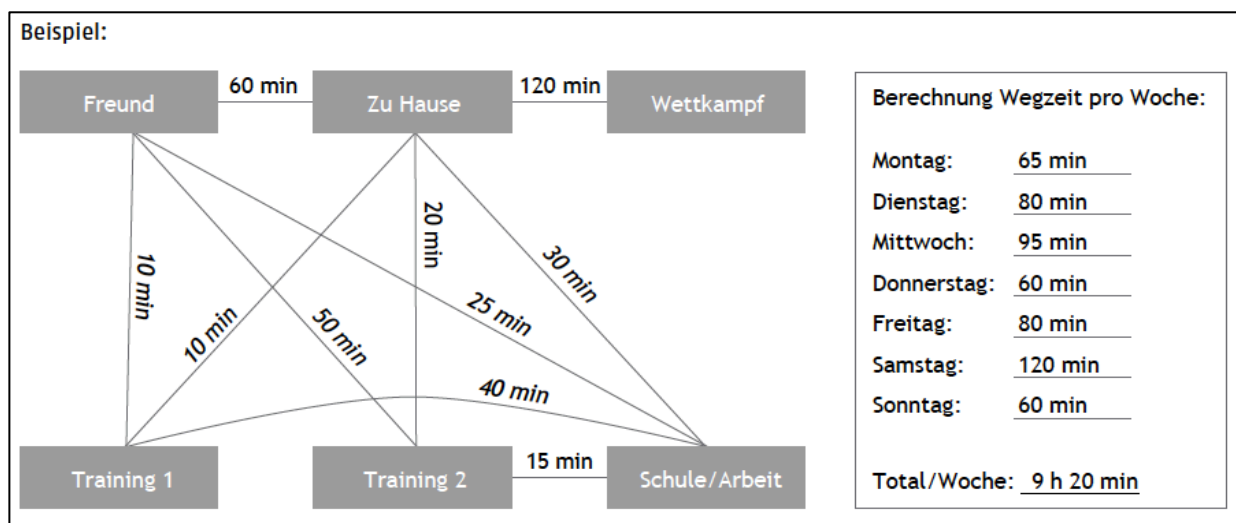 Beispiel:
60 min
120 min
Freund
Zu Hause
Wettkampf
10 min
10 min
50 min
20 min
25 min
30 min
40 min
15 min
Training 1
Training 2
Schule/Arbeit
Berechnung Wegzeit pro Woche:
Montag: 65 min
Dienstag: 80 min
Mittwoch: 95 min
Donnerstag: 60 min
Freitag: 80 min
Samstag: 120 min
Sonntag: 60 min
Total/Woche: 9 h 20 min